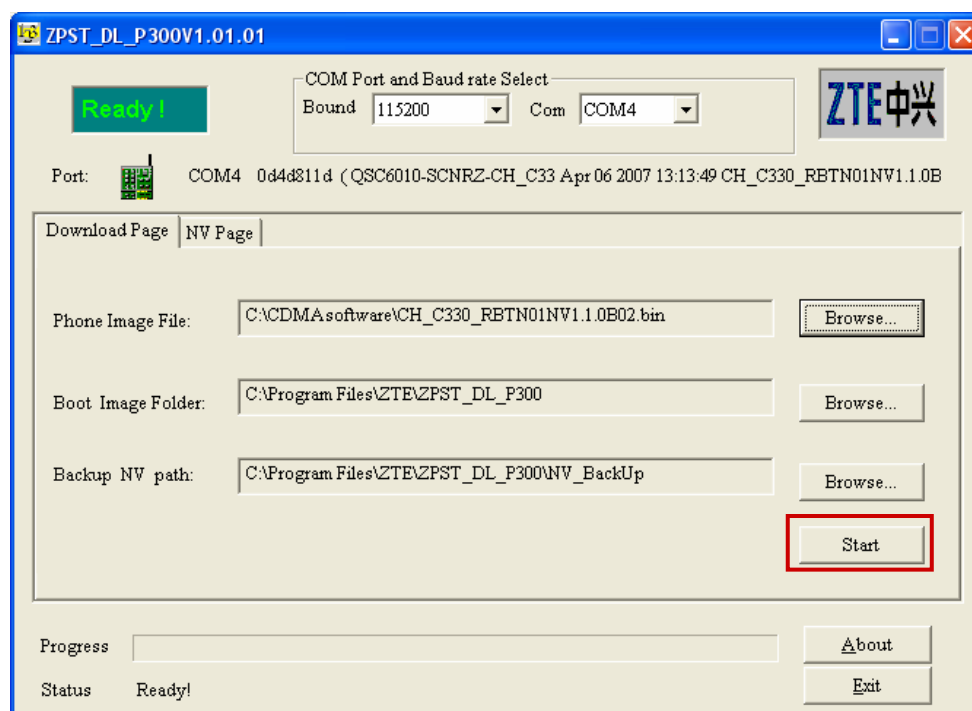 ZPST_DL_P300V1.01.01
COM Port and Baud rate Select
Ready!
Bound 115200 Com COM4
ZTE中兴
Port: COM4 0d4d811d (QSC6010-SCNRZ-CH_C33 Apr 06 2007 13:13:49 CH_C330_RBTN01NV1.1.0B
Download Page NV Page
Phone Image File: C:\CDMAsoftware\CH_C330_RBTN01NV1.1.0B02.bin Browse...
Boot Image Folder: C:\Program Files\ZTE\ZPST_DL_P300 Browse...
Backup NV path: C:\Program Files\ZTE\ZPST_DL_P300\NV_BackUp Browse...
Start
Progress About
Status Ready! Exit